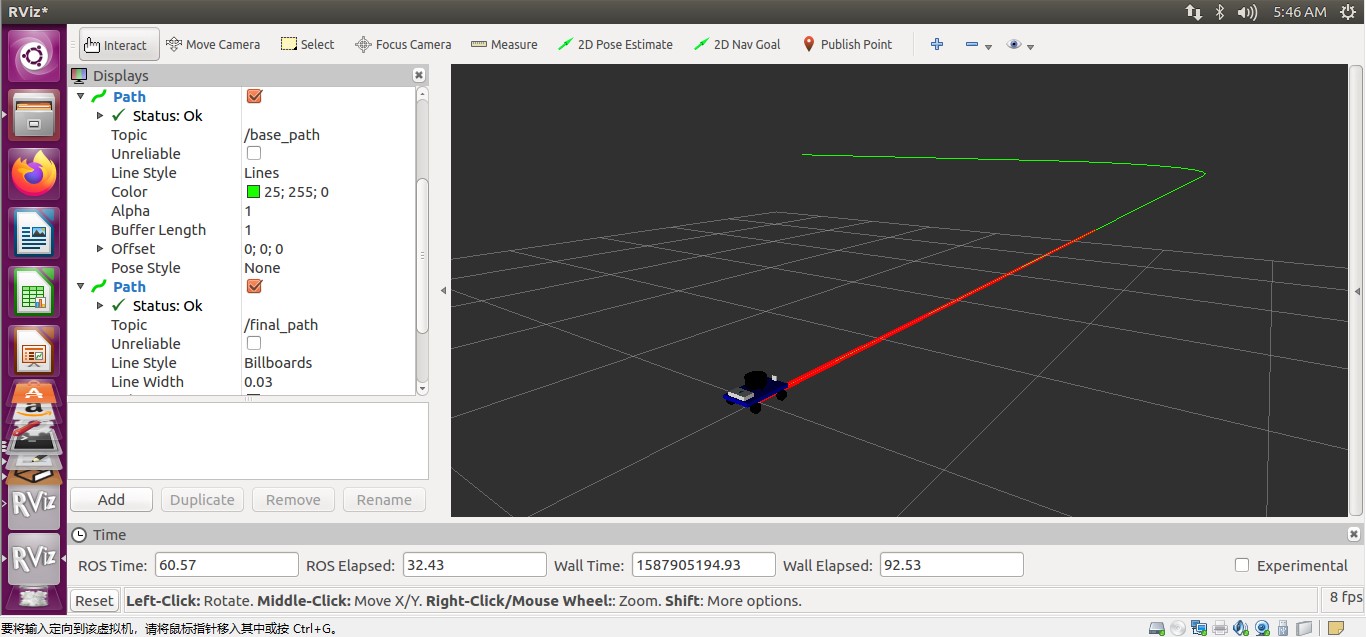 RViz*
5:46 AM
Interact Move Camera Select Focus Camera Measure 2D Pose Estimate 2D Nav Goal Publish Point
Displays
Path
Status: Ok
Topic /base_path
Unreliable
Line Style Lines
Color 25; 255; 0
Alpha 1
Buffer Length 1
Offset 0; 0; 0
Pose Style None
Path
Status: Ok
Topic /final_path
Unreliable
Line Style Billboards
Line Width 0.03
Add Duplicate Remove Rename
RViz
RViz
Time
ROS Time: 60.57 ROS Elapsed: 32.43 Wall Time: 1587905194.93 Wall Elapsed: 92.53 Experimental
Reset Left-Click: Rotate. Middle-Click: Move X/Y. Right-Click/Mouse Wheel:: Zoom. Shift: More options. 8 fps
要将输入定向到该虚拟机，请将鼠标指针移入其中或按 Ctrl+G。